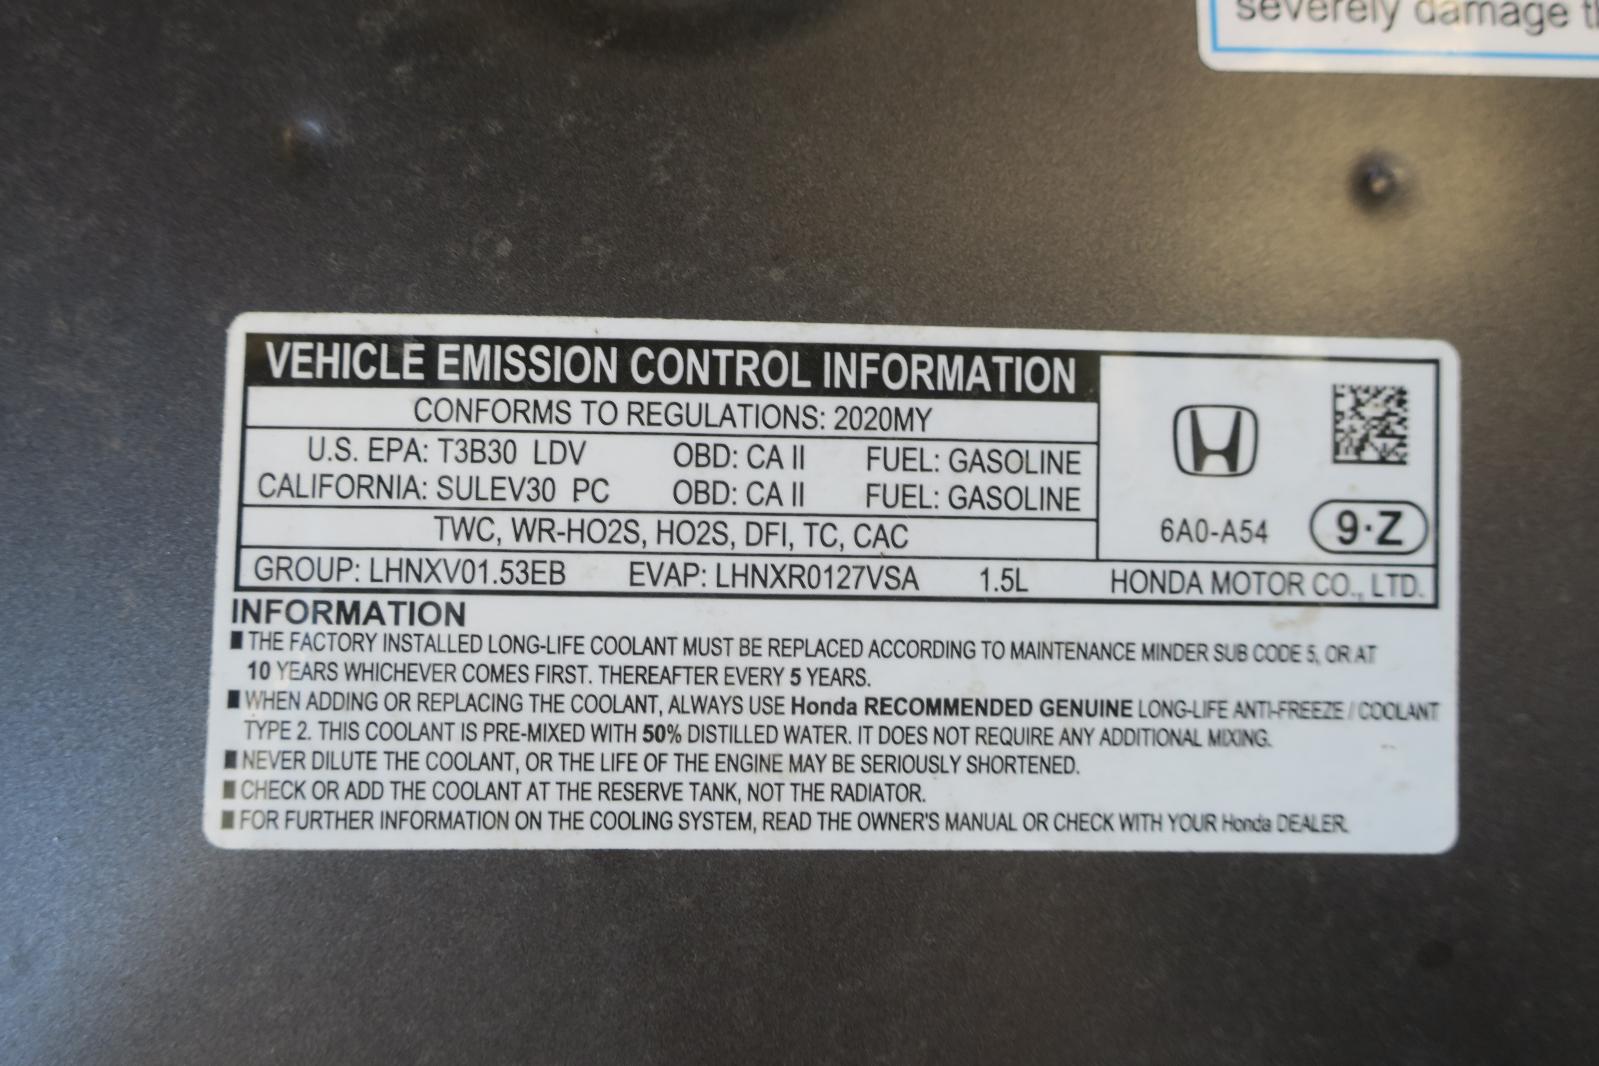 severely damage
VEHICLE EMISSION CONTROL INFORMATION
CONFORMS TO REGULATIONS: 2020MY
U.S. EPA: T3B30 LDV OBD: CA II FUEL: GASOLINE
CALIFORNIA: SULEV30 PC OBD: CA II FUEL: GASOLINE
TWC, WR-HO2S, HO2S, DFI, TC, CAC
6A0-A54 9·Z
GROUP: LHNXV01.53EB EVAP: LHNXR0127VSA 1.5L HONDA MOTOR CO., LTD.
INFORMATION
■ THE FACTORY INSTALLED LONG-LIFE COOLANT MUST BE REPLACED ACCORDING TO MAINTENANCE MINDER SUB CODE 5, OR AT
10 YEARS WHICHEVER COMES FIRST. THEREAFTER EVERY 5 YEARS.
■ WHEN ADDING OR REPLACING THE COOLANT, ALWAYS USE Honda RECOMMENDED GENUINE LONG-LIFE ANTI-FREEZE / COOLANT
TYPE 2. THIS COOLANT IS PRE-MIXED WITH 50% DISTILLED WATER. IT DOES NOT REQUIRE ANY ADDITIONAL MIXING.
■ NEVER DILUTE THE COOLANT, OR THE LIFE OF THE ENGINE MAY BE SERIOUSLY SHORTENED.
■ CHECK OR ADD THE COOLANT AT THE RESERVE TANK, NOT THE RADIATOR.
■ FOR FURTHER INFORMATION ON THE COOLING SYSTEM, READ THE OWNER'S MANUAL OR CHECK WITH YOUR Honda DEALER.